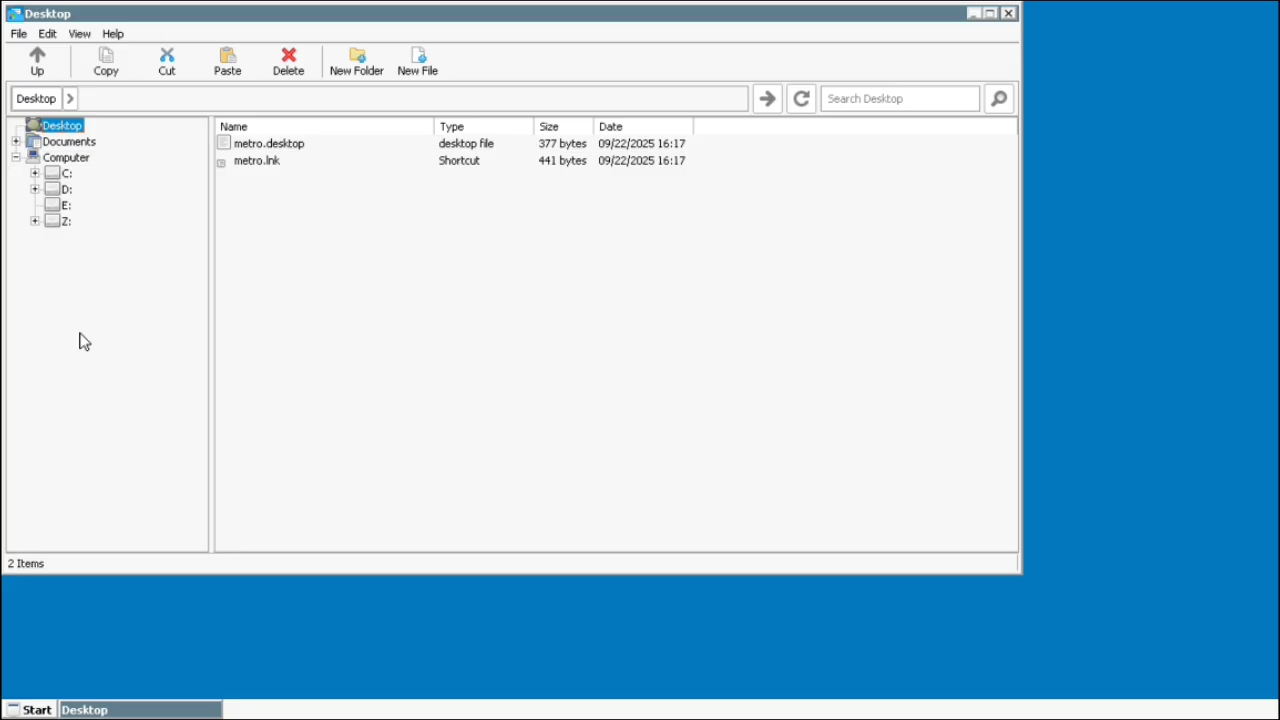 Desktop
File Edit View Help
Up Copy Cut Paste Delete New Folder New File
Desktop Search Desktop
Desktop
Documents
Computer
C:
D:
E:
Z:
Name Type Size Date
metro.desktop desktop file 377 bytes 09/22/2025 16:17
metro.lnk Shortcut 441 bytes 09/22/2025 16:17
2 Items
Start Desktop